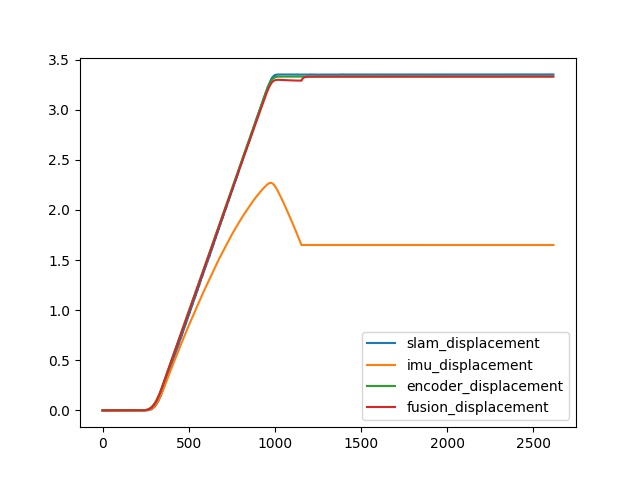 3.5
3.0
2.5
2.0
1.5
1.0
0.5
0.0
0 500 1000 1500 2000 2500
slam_displacement
imu_displacement
encoder_displacement
fusion_displacement